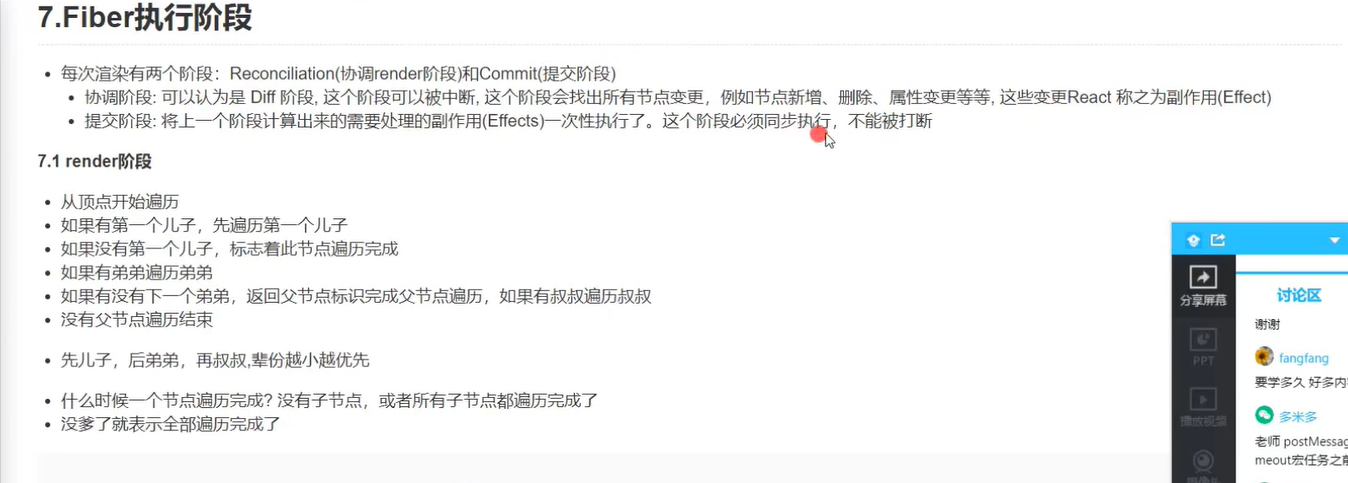 7.Fiber执行阶段
每次渲染有两个阶段：Reconciliation(协调render阶段)和Commit(提交阶段)
协调阶段: 可以认为是 Diff 阶段, 这个阶段可以被中断, 这个阶段会找出所有节点变更，例如节点新增、删除、属性变更等等, 这些变更React 称之为副作用(Effect)
提交阶段: 将上一个阶段计算出来的需要处理的副作用(Effects)一次性执行了。这个阶段必须同步执行，不能被打断
7.1 render阶段
从顶点开始遍历
如果有第一个儿子，先遍历第一个儿子
如果没有第一个儿子，标志着此节点遍历完成
如果有弟弟遍历弟弟
如果有没有下一个弟弟，返回父节点标识完成父节点遍历，如果有叔叔遍历叔叔
没有父节点遍历结束
先儿子，后弟弟，再叔叔,辈份越小越优先
什么时候一个节点遍历完成? 没有子节点，或者所有子节点都遍历完成了
没爹了就表示全部遍历完成了
分享屏幕
PPT
播放视频
讨论区
谢谢
fangfang
要学多久 好多内
多米多
老师 postMessag
meout宏任务之